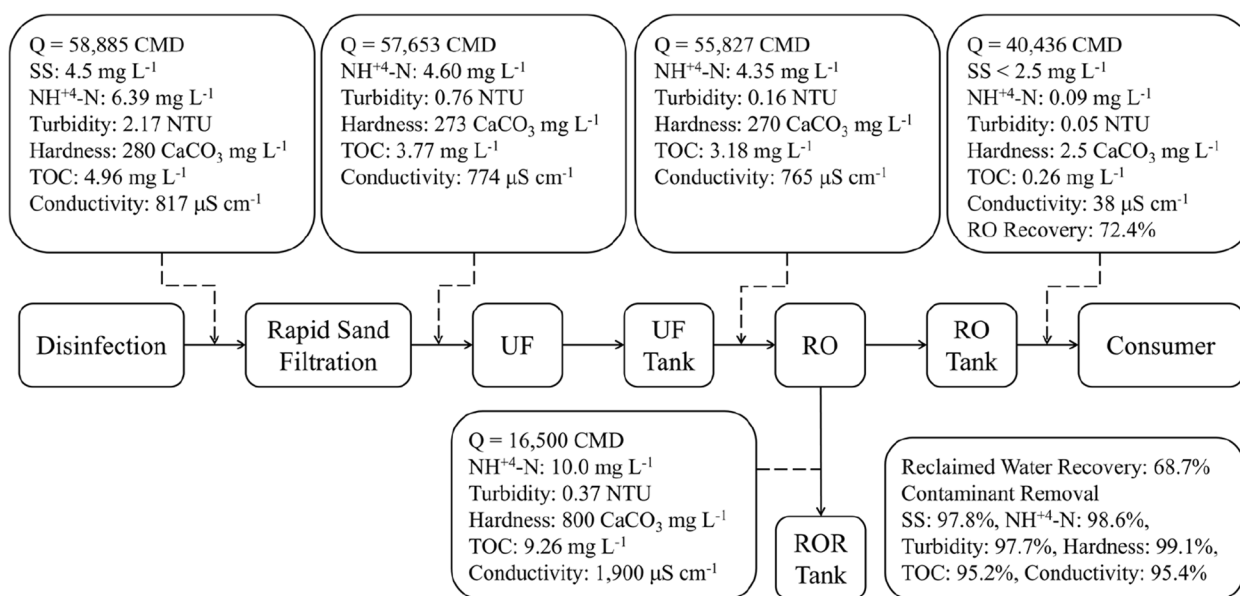 Q = 58,885 CMD
SS: 4.5 mg L⁻¹
NH⁺⁴-N: 6.39 mg L⁻¹
Turbidity: 2.17 NTU
Hardness: 280 CaCO₃ mg L⁻¹
TOC: 4.96 mg L⁻¹
Conductivity: 817 μS cm⁻¹
Q = 57,653 CMD
NH⁺⁴-N: 4.60 mg L⁻¹
Turbidity: 0.76 NTU
Hardness: 273 CaCO₃ mg L⁻¹
TOC: 3.77 mg L⁻¹
Conductivity: 774 μS cm⁻¹
Q = 55,827 CMD
NH⁺⁴-N: 4.35 mg L⁻¹
Turbidity: 0.16 NTU
Hardness: 270 CaCO₃ mg L⁻¹
TOC: 3.18 mg L⁻¹
Conductivity: 765 μS cm⁻¹
Q = 40,436 CMD
SS < 2.5 mg L⁻¹
NH⁺⁴-N: 0.09 mg L⁻¹
Turbidity: 0.05 NTU
Hardness: 2.5 CaCO₃ mg L⁻¹
TOC: 0.26 mg L⁻¹
Conductivity: 38 μS cm⁻¹
RO Recovery: 72.4%
Disinfection
Rapid Sand
Filtration
UF
UF
Tank
RO
RO
Tank
Consumer
Q = 16,500 CMD
NH⁺⁴-N: 10.0 mg L⁻¹
Turbidity: 0.37 NTU
Hardness: 800 CaCO₃ mg L⁻¹
TOC: 9.26 mg L⁻¹
Conductivity: 1,900 μS cm⁻¹
ROR
Tank
Reclaimed Water Recovery: 68.7%
Contaminant Removal
SS: 97.8%, NH⁺⁴-N: 98.6%,
Turbidity: 97.7%, Hardness: 99.1%,
TOC: 95.2%, Conductivity: 95.4%